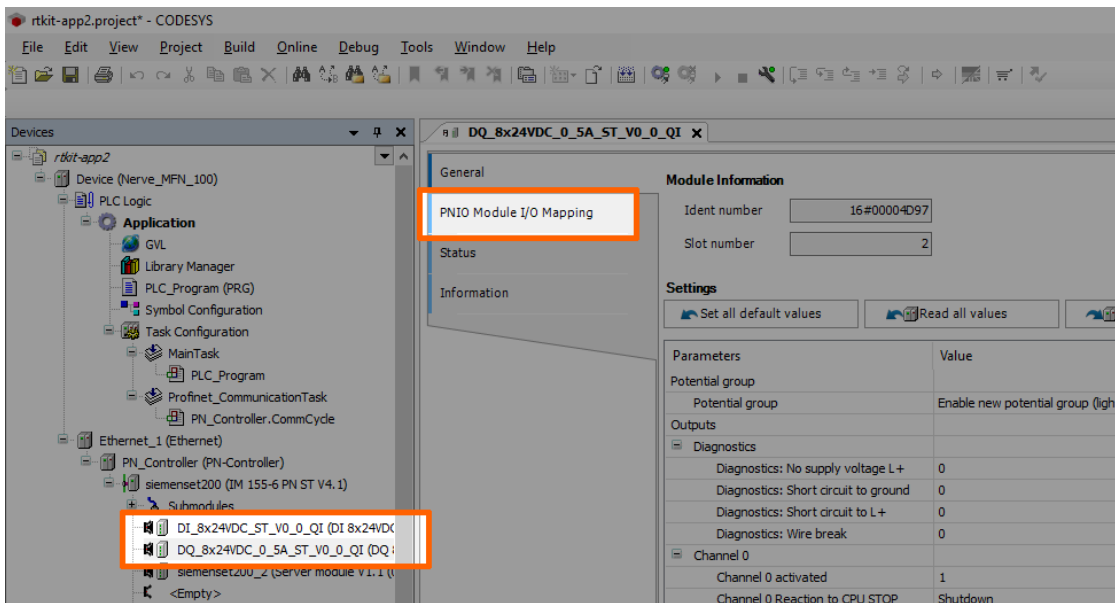 rtkit-app2.project* - CODESYS
File Edit View Project Build Online Debug Tools Window Help
Devices
rtkit-app2
Device (Nerve_MFN_100)
PLC Logic
Application
GVL
Library Manager
PLC_Program (PRG)
Symbol Configuration
Task Configuration
MainTask
PLC_Program
Profinet_CommunicationTask
PN_Controller.CommCycle
Ethernet_1 (Ethernet)
PN_Controller (PN-Controller)
siemenset200 (IM 155-6 PN ST V4.1)
Submodules
DI_8x24VDC_ST_V0_0_QI (DI 8x24VDC
DQ_8x24VDC_0_5A_ST_V0_0_QI (DQ
siemenset200_2 (Server module V1.1 (
<Empty>
DQ_8x24VDC_0_5A_ST_V0_0_QI X
General
PNIO Module I/O Mapping
Status
Information
Module Information
Ident number 16#00004D97
Slot number 2
Settings
Set all default values Read all values
Parameters Value
Potential group
Potential group Enable new potential group (ligh
Outputs
Diagnostics
Diagnostics: No supply voltage L+ 0
Diagnostics: Short circuit to ground 0
Diagnostics: Short circuit to L+ 0
Diagnostics: Wire break 0
Channel 0
Channel 0 activated 1
Channel 0 Reaction to CPU STOP Shutdown